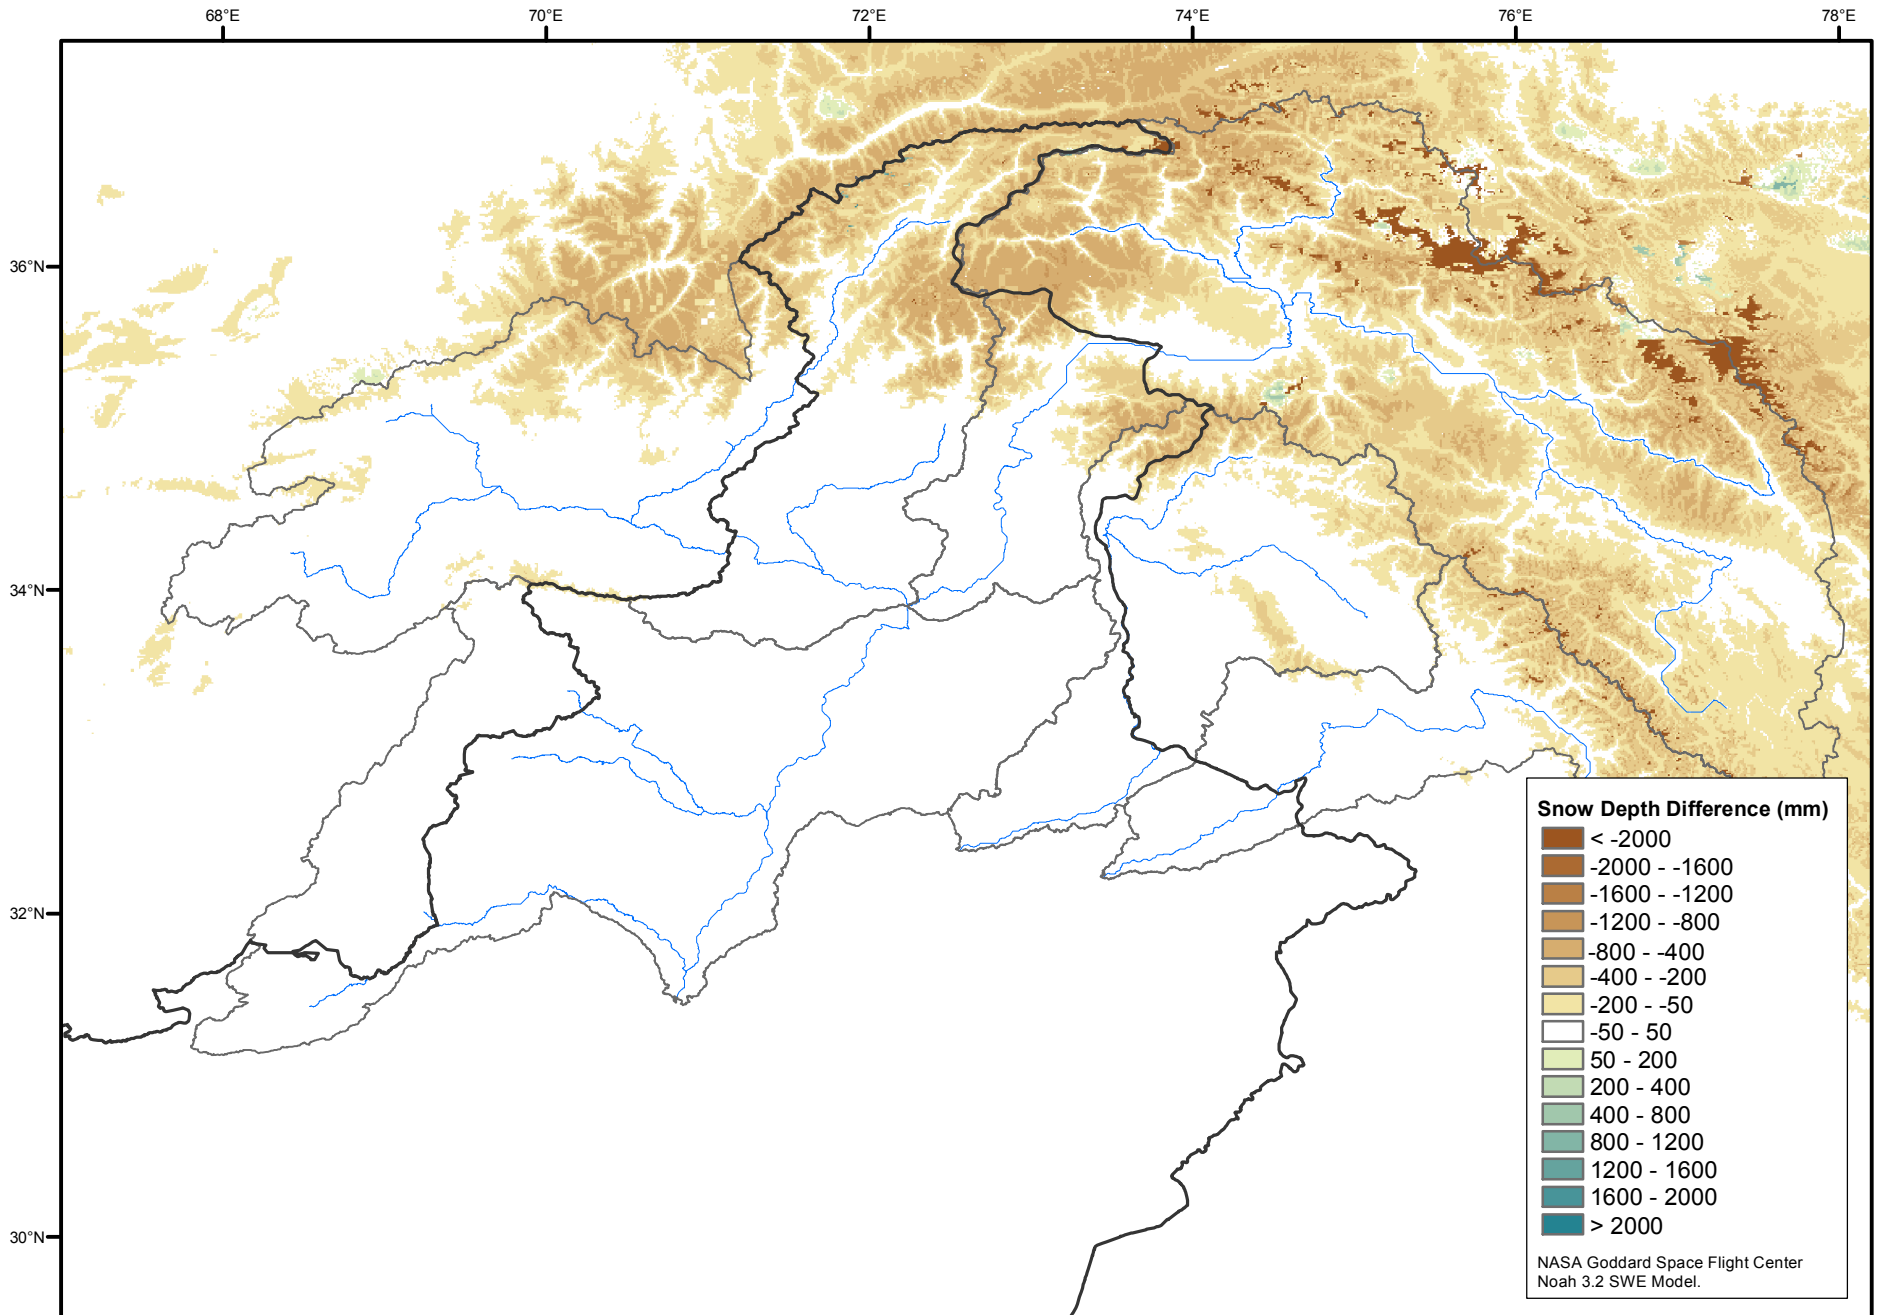 68°E 70°E 72°E 74°E 76°E 78°E
36°N
34°N
32°N
30°N
Snow Depth Difference (mm)
< -2000
-2000 - -1600
-1600 - -1200
-1200 - -800
-800 - -400
-400 - -200
-200 - -50
-50 - 50
50 - 200
200 - 400
400 - 800
800 - 1200
1200 - 1600
1600 - 2000
> 2000
NASA Goddard Space Flight Center
Noah 3.2 SWE Model.